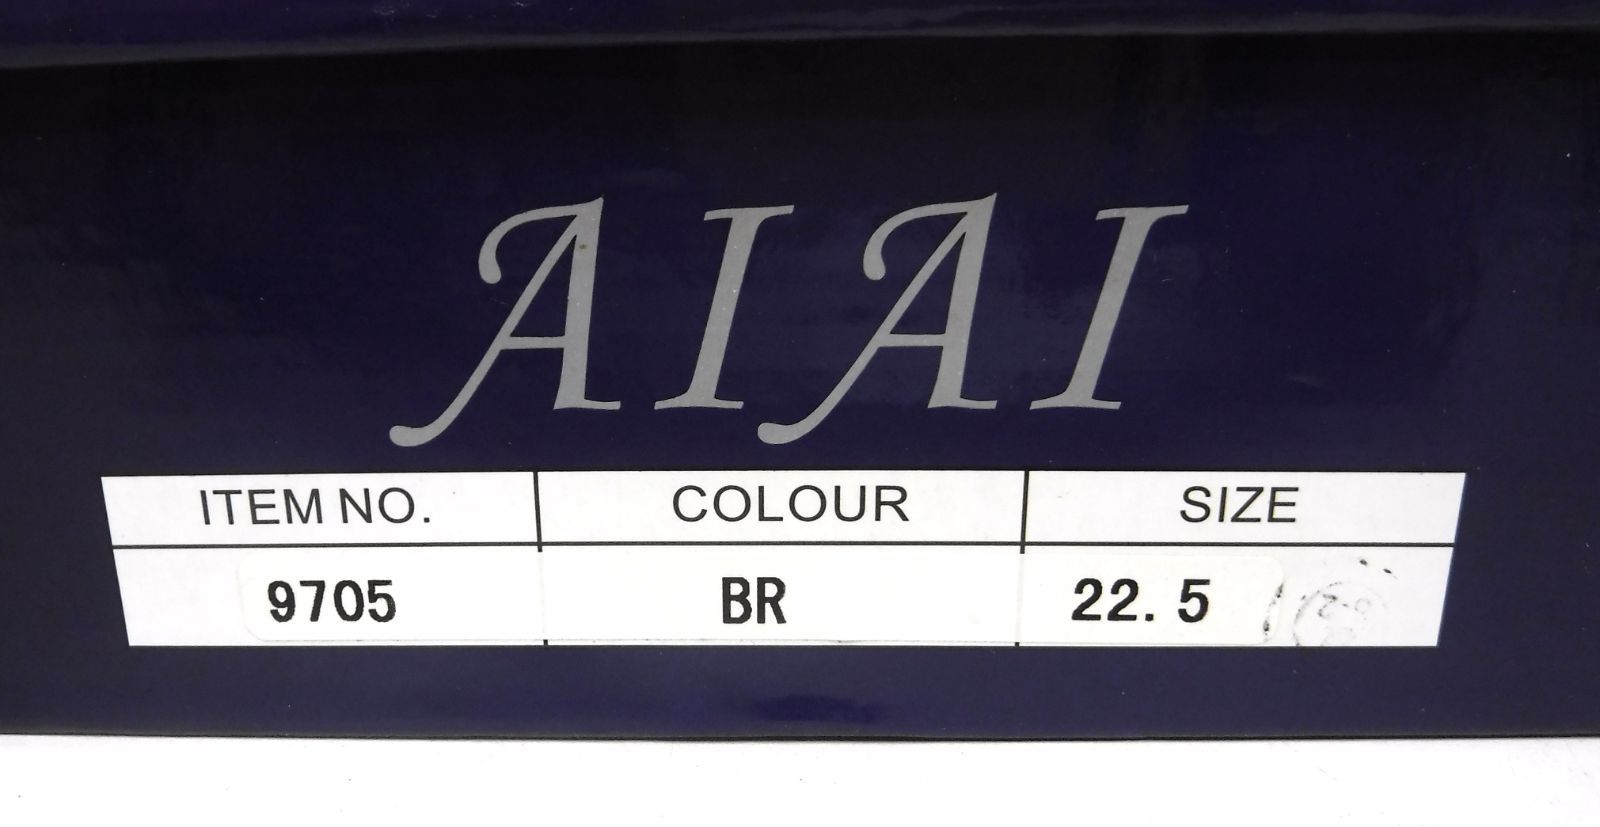 AIAI
ITEM NO. COLOUR SIZE
9705 BR 22.5